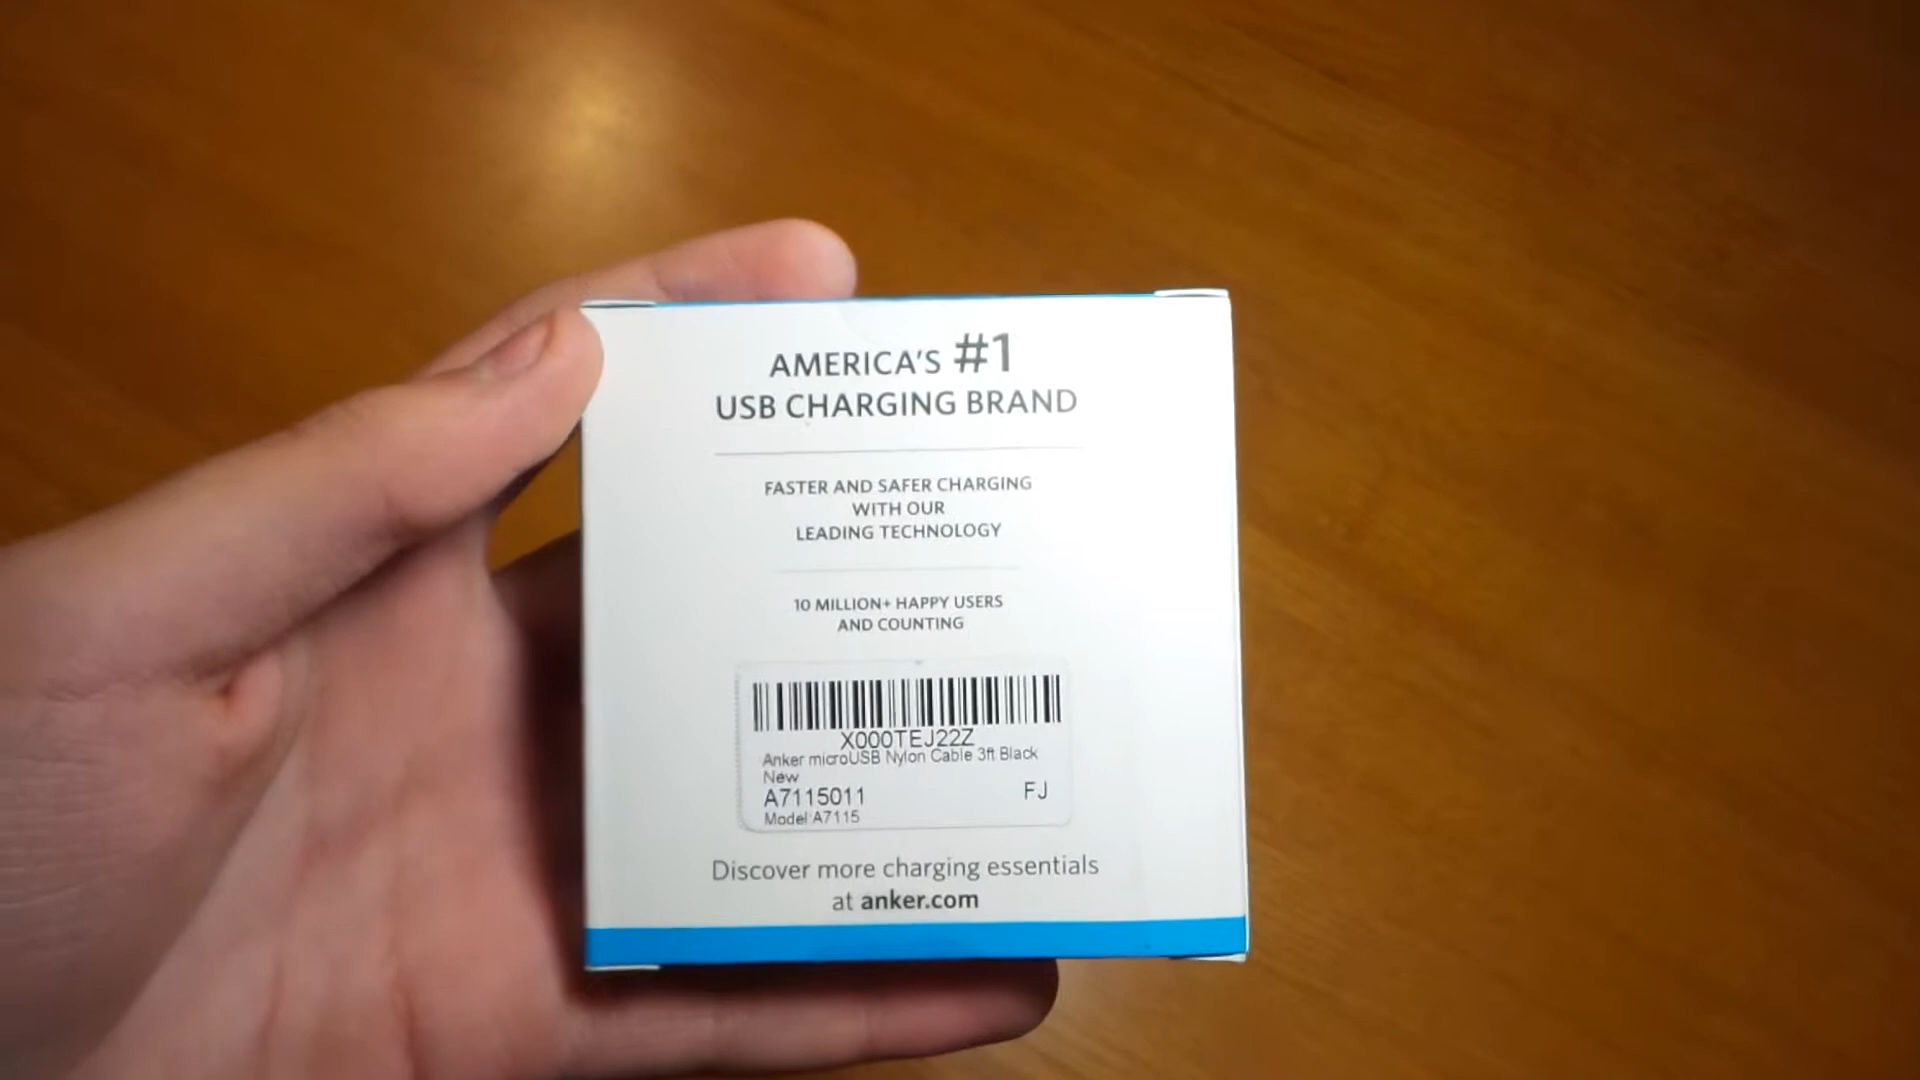 AMERICA'S #1
USB CHARGING BRAND
FASTER AND SAFER CHARGING
WITH OUR
LEADING TECHNOLOGY
10 MILLION+ HAPPY USERS
AND COUNTING
X000TEJ22Z
Anker microUSB Nylon Cable 3ft Black
New
A7115011 FJ
Model A7115
Discover more charging essentials
at anker.com